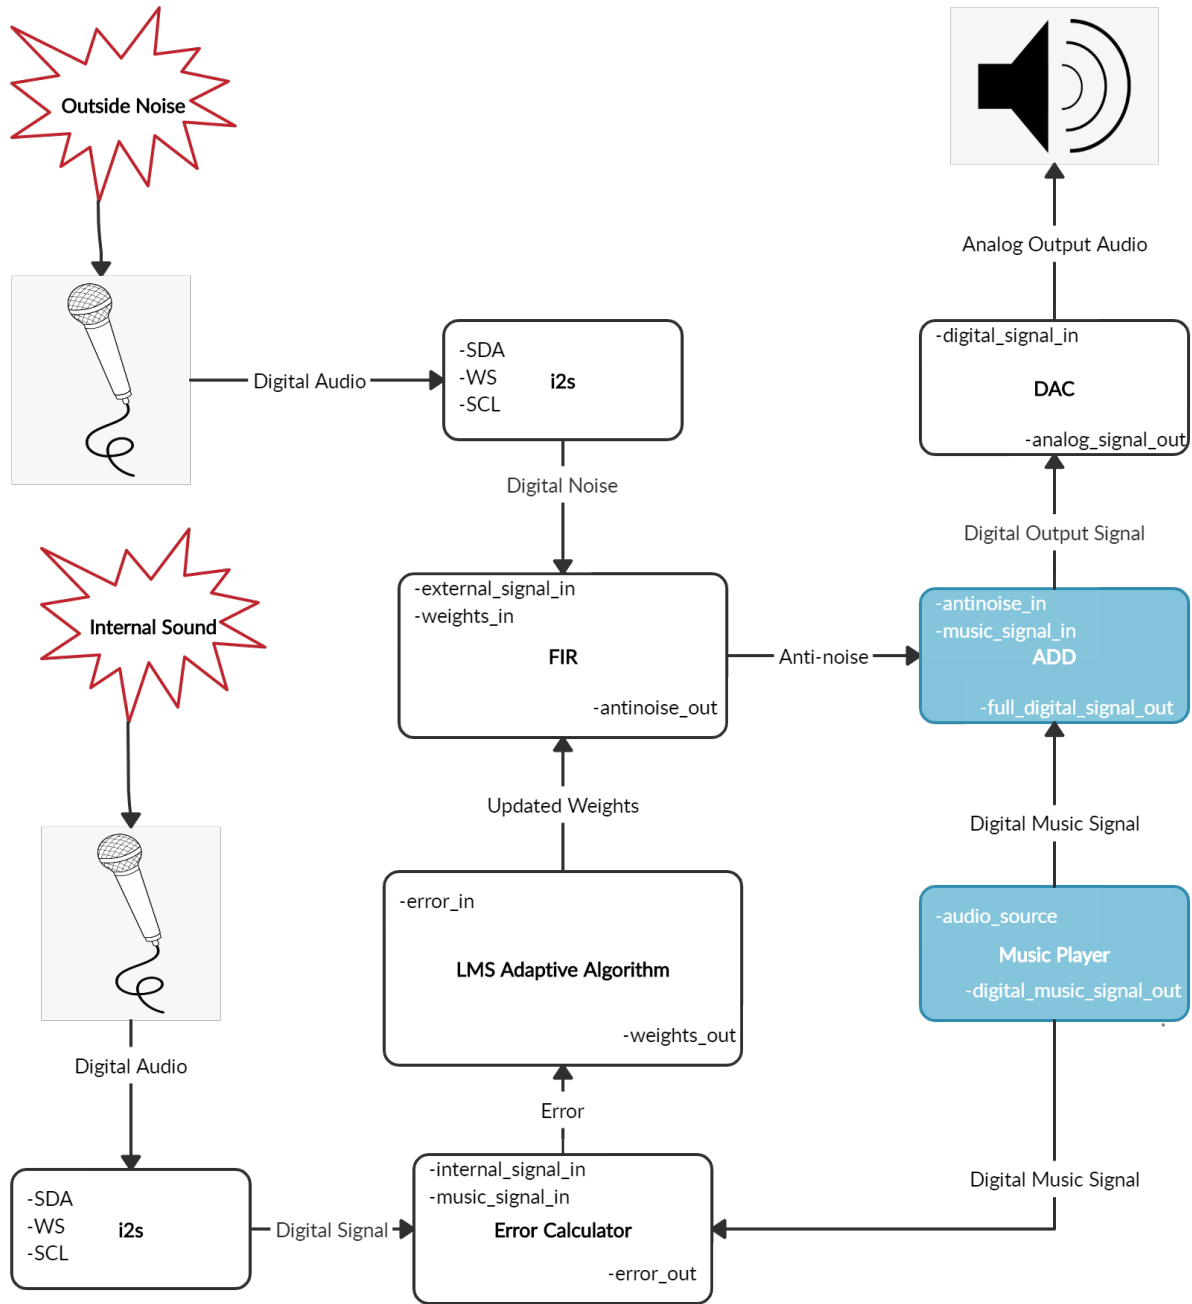 Outside Noise
Analog Output Audio
-digital_signal_in
DAC
-analog_signal_out
Digital Audio
-SDA
-WS
i2s
-SCL
Digital Noise
Digital Output Signal
Internal Sound
-external_signal_in
-weights_in
FIR
-antinoise_out
Anti-noise
-antinoise_in
-music_signal_in
ADD
-full_digital_signal_out
Updated Weights
Digital Music Signal
-error_in
LMS Adaptive Algorithm
-weights_out
-audio_source
Music Player
-digital_music_signal_out
Digital Audio
Error
-SDA
-WS
i2s
-SCL
Digital Signal
-internal_signal_in
-music_signal_in
Error Calculator
-error_out
Digital Music Signal